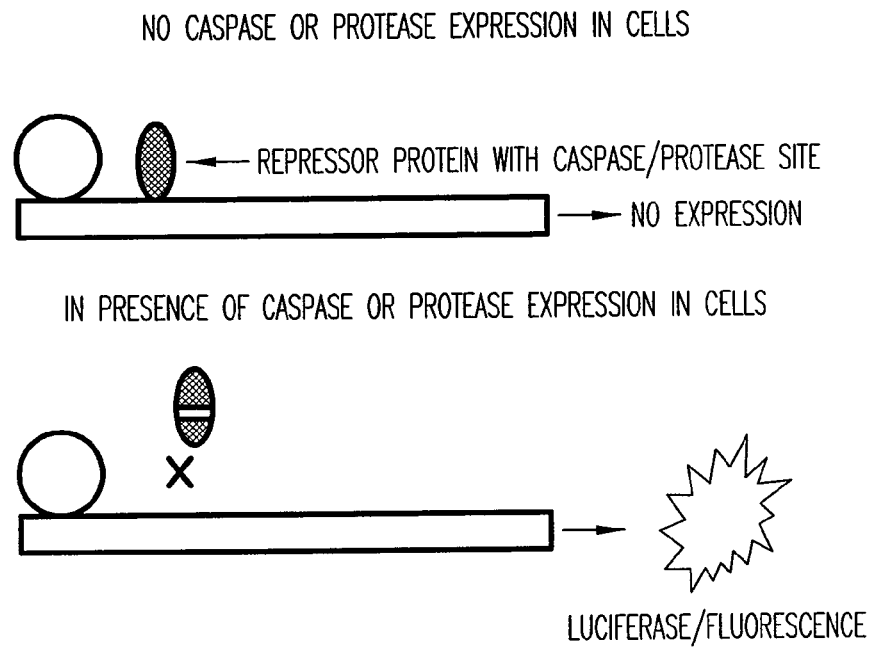 NO CASPASE OR PROTEASE EXPRESSION IN CELLS
REPRESSOR PROTEIN WITH CASPASE/PROTEASE SITE
NO EXPRESSION
IN PRESENCE OF CASPASE OR PROTEASE EXPRESSION IN CELLS
LUCIFERASE/FLUORESCENCE